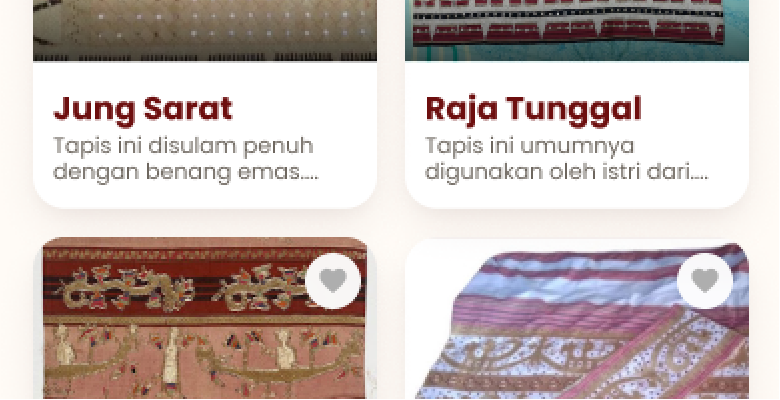 Jung Sarat
Tapis ini disulam penuh
dengan benang emas....
Raja Tunggal
Tapis ini umumnya
digunakan oleh istri dari....